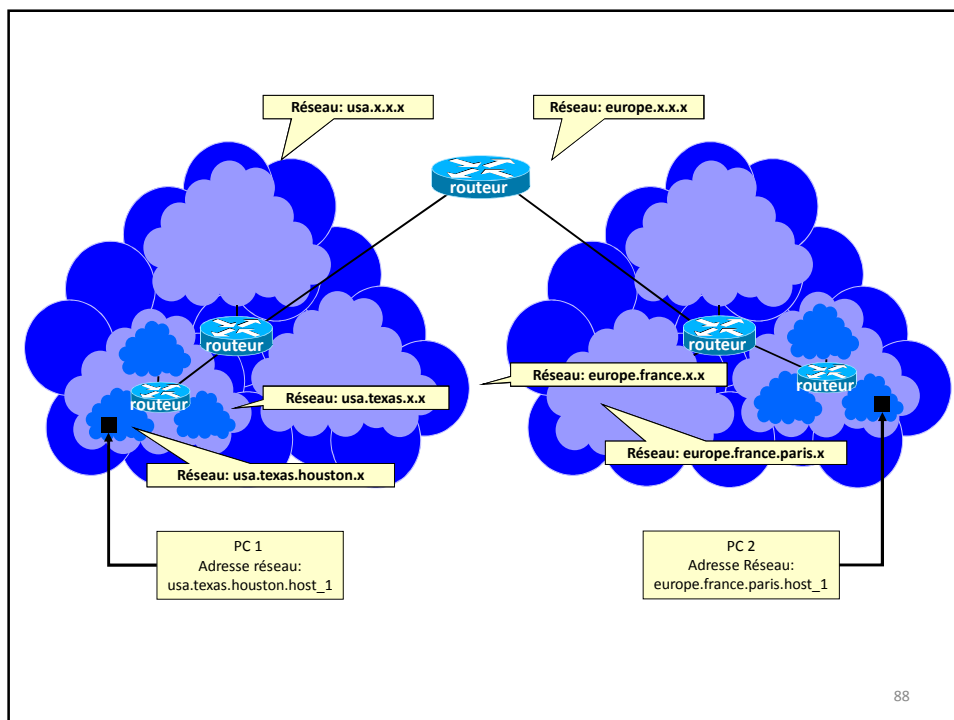 Réseau: usa.x.x.x
Réseau: europe.x.x.x
routeur
routeur
routeur
Réseau: europe.france.x.x
routeur
routeur
Réseau: usa.texas.x.x
Réseau: europe.france.paris.x
Réseau: usa.texas.houston.x
PC 1
Adresse réseau:
usa.texas.houston.host_1
PC 2
Adresse Réseau:
europe.france.paris.host_1
88